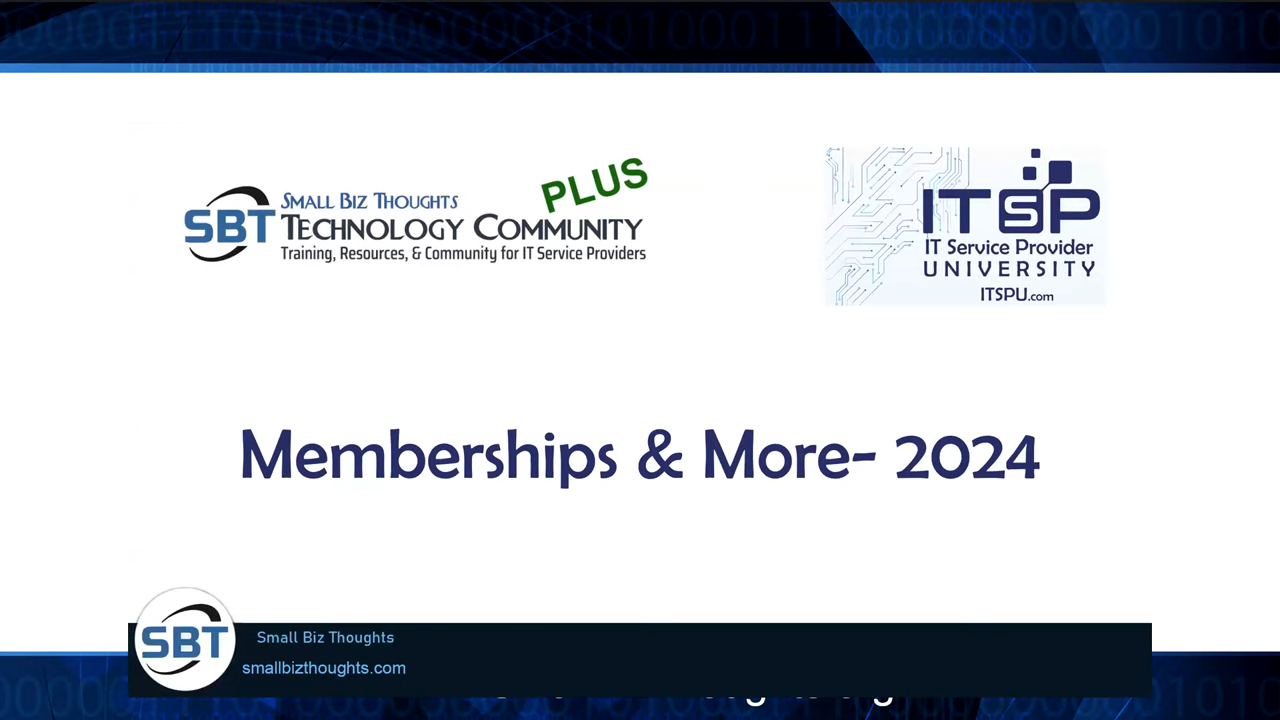 SMALL BIZ THOUGHTS
PLUS
SBT TECHNOLOGY COMMUNITY
Training, Resources, & Community for IT Service Providers
ITSP
IT Service Provider
UNIVERSITY
ITSPU.com
Memberships & More- 2024
SBT
Small Biz Thoughts
smallbizthoughts.com